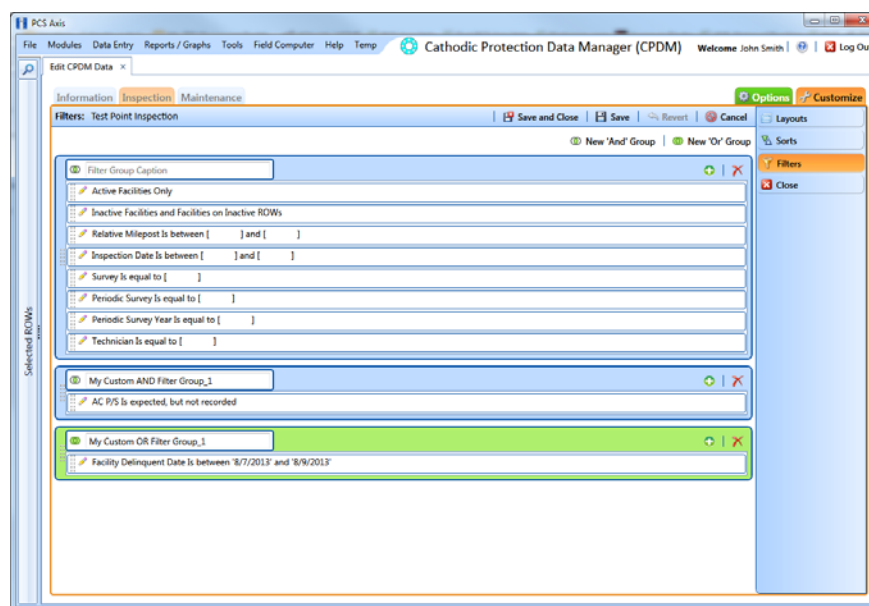 PCS Axis
File Modules Data Entry Reports / Graphs Tools Field Computer Help Temp Cathodic Protection Data Manager (CPDM) Welcome John Smith Log Ou
Edit CPDM Data ×
Information Inspection Maintenance Options Customize
Filters: Test Point Inspection Save and Close Save Revert Cancel Layouts
New 'And' Group New 'Or' Group Sorts
Filter Group Caption Filters
Active Facilities Only Close
Inactive Facilities and Facilities on Inactive ROWs
Relative Milepost Is between [ ] and [ ]
Inspection Date Is between [ ] and [ ]
Survey Is equal to [ ]
Periodic Survey Is equal to [ ]
Periodic Survey Year Is equal to [ ]
Technician Is equal to [ ]
Selected ROWs
My Custom AND Filter Group_1
AC P/S Is expected, but not recorded
My Custom OR Filter Group_1
Facility Delinquent Date Is between '8/7/2013' and '8/9/2013'